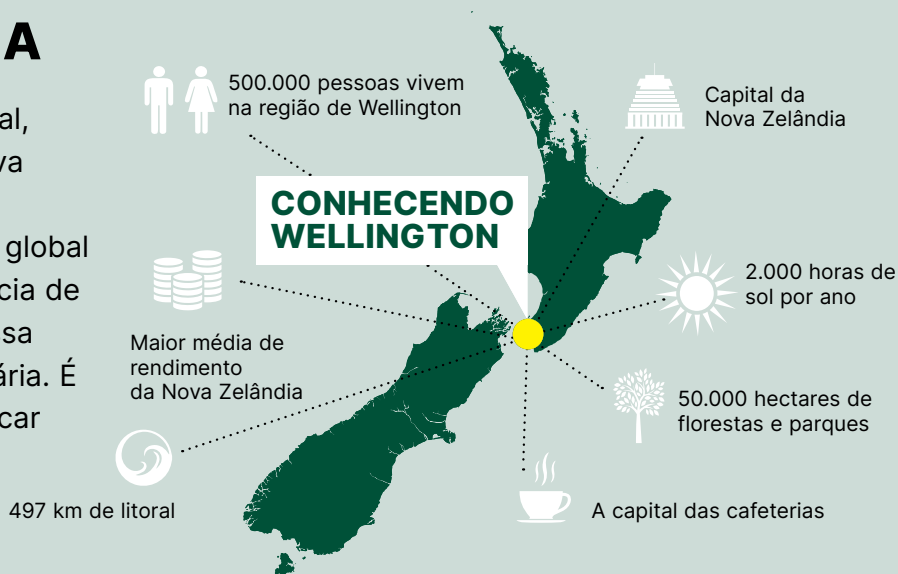 A
al,
va
global
cia de
sa
ária. É
car
500.000 pessoas vivem
na região de Wellington
Capital da
Nova Zelândia
CONHECENDO
WELLINGTON
2.000 horas de
sol por ano
Maior média de
rendimento
da Nova Zelândia
50.000 hectares de
florestas e parques
497 km de litoral
A capital das cafeterias